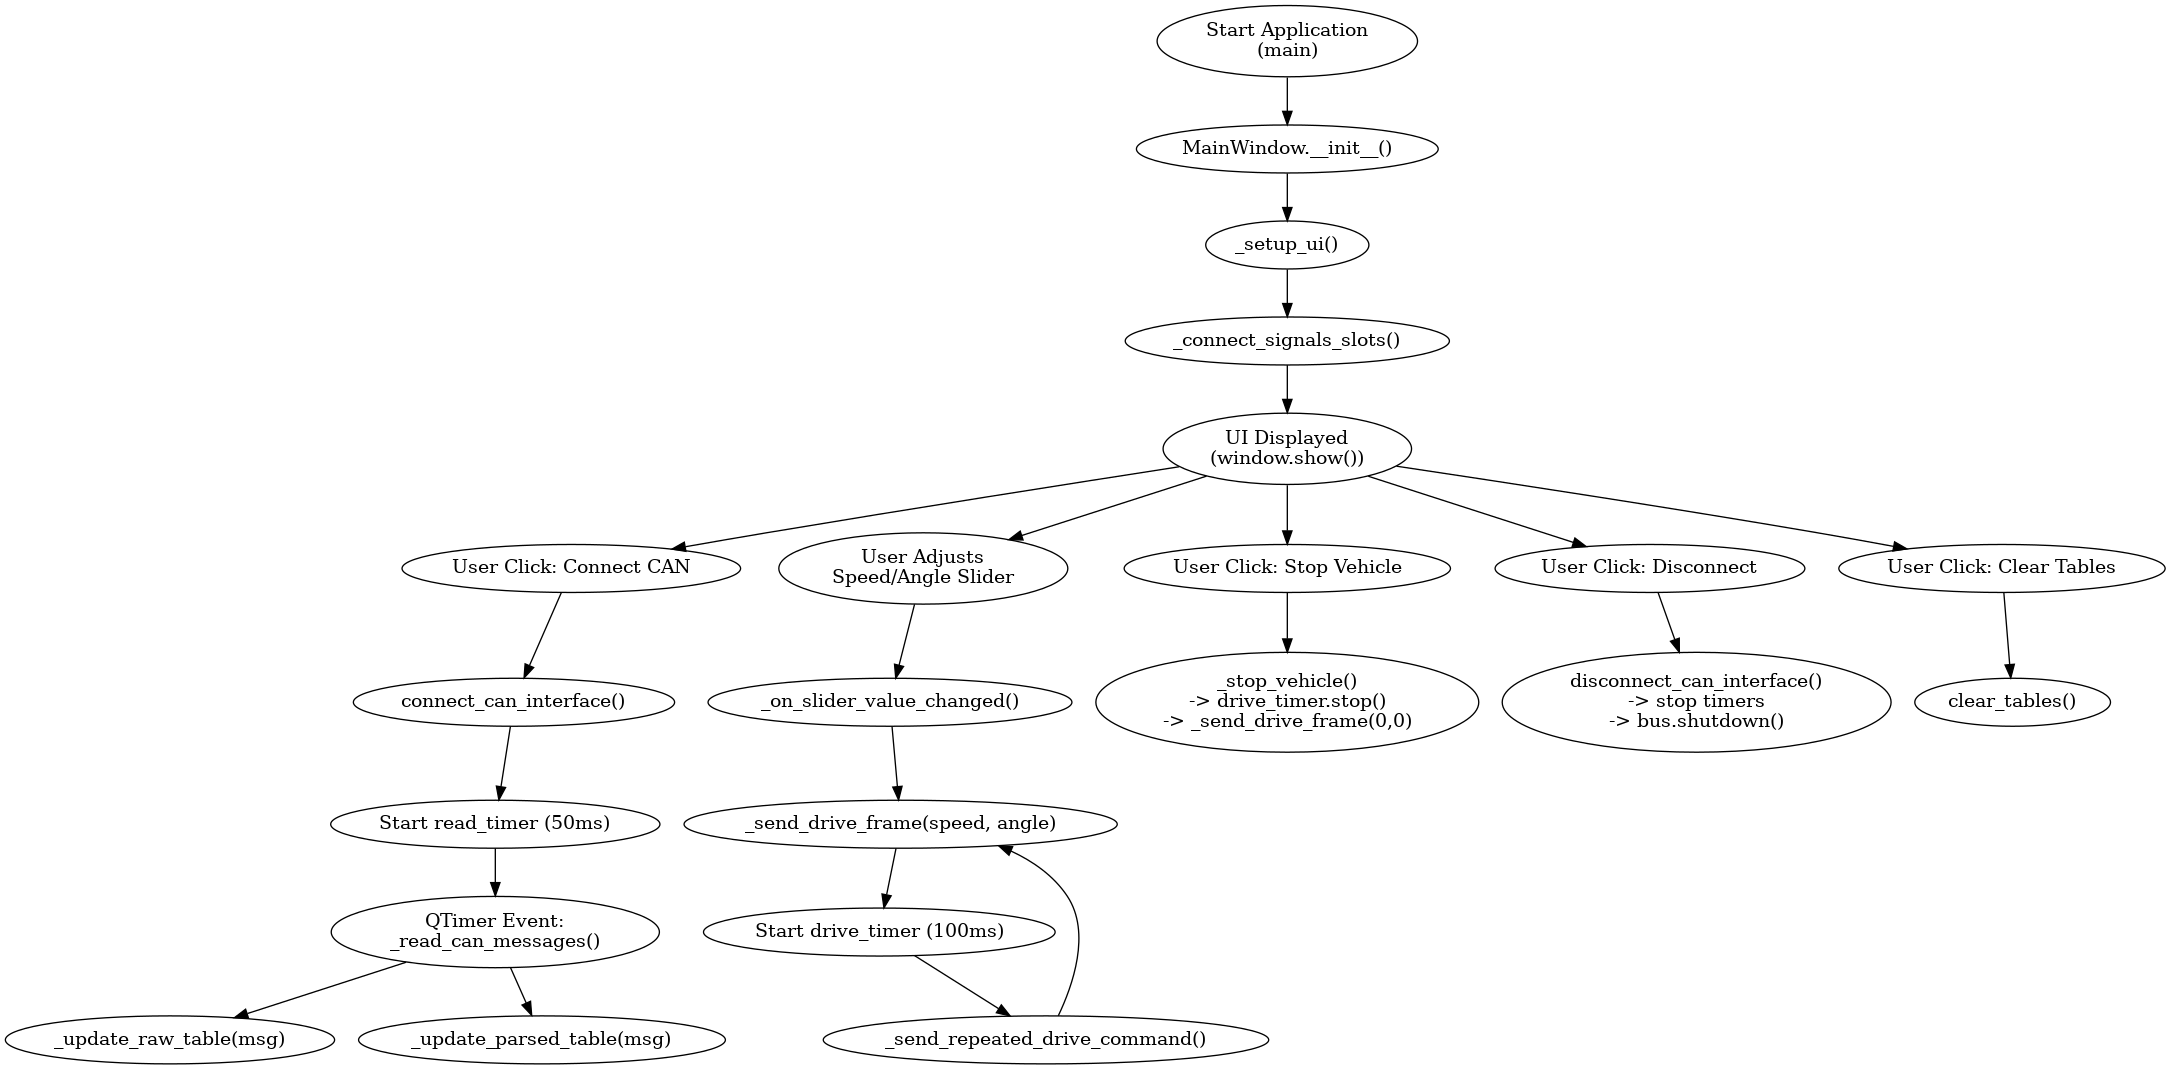 Start Application
(main)
MainWindow.__init__()
_setup_ui()
_connect_signals_slots()
UI Displayed
(window.show())
User Click: Connect CAN
User Adjusts
Speed/Angle Slider
User Click: Stop Vehicle
User Click: Disconnect
User Click: Clear Tables
connect_can_interface()
_on_slider_value_changed()
_stop_vehicle()
-> drive_timer.stop()
-> _send_drive_frame(0,0)
disconnect_can_interface()
-> stop timers
-> bus.shutdown()
clear_tables()
Start read_timer (50ms)
_send_drive_frame(speed, angle)
QTimer Event:
_read_can_messages()
Start drive_timer (100ms)
_update_raw_table(msg)
_update_parsed_table(msg)
_send_repeated_drive_command()